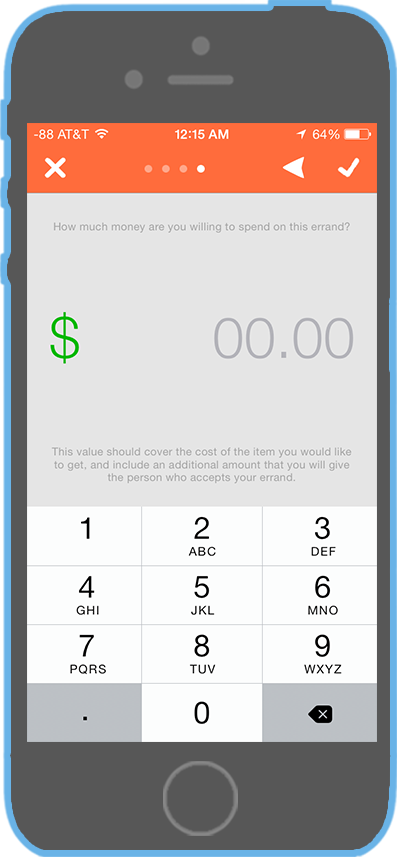 -88 AT&T 12:15 AM 64%
How much money are you willing to spend on this errand?
$ 00.00
This value should cover the cost of the item you would like
to get, and include an additional amount that you will give
the person who accepts your errand.
1 2 3
ABC DEF
4 5 6
GHI JKL MNO
7 8 9
PQRS TUV WXYZ
. 0